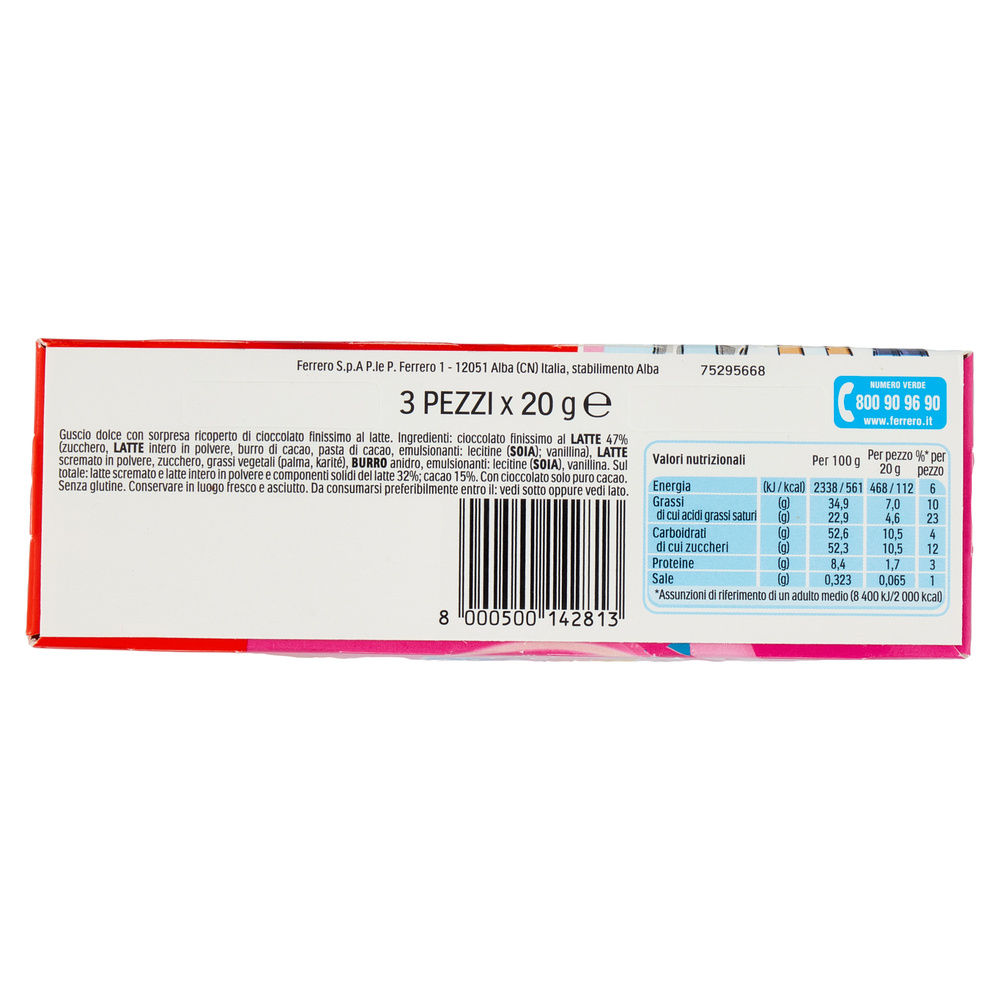 Ferrero S.p.A P.le P. Ferrero 1 - 12051 Alba (CN) Italia, stabilimento Alba 75295668
3 PEZZI x 20 g ℮
Guscio dolce con sorpresa ricoperto di cioccolato finissimo al latte. Ingredienti: cioccolato finissimo al LATTE 47%
(zucchero, LATTE intero in polvere, burro di cacao, pasta di cacao, emulsionanti: lecitine (SOIA); vanillina), LATTE
scremato in polvere, zucchero, grassi vegetali (palma, karité), BURRO anidro, emulsionanti: lecitine (SOIA), vanillina. Sul
totale: latte scremato e latte intero in polvere e componenti solidi del latte 32%; cacao 15%. Con cioccolato solo puro cacao.
Senza glutine. Conservare in luogo fresco e asciutto. Da consumarsi preferibilmente entro il: vedi sotto oppure vedi lato.
8 000500 142813
NUMERO VERDE
800 90 96 90
www.ferrero.it
Valori nutrizionali Per 100 g Per pezzo 20 g %* per pezzo
Energia (kJ / kcal) 2338 / 561 468 / 112 6
Grassi (g) 34,9 7,0 10
di cui acidi grassi saturi (g) 22,9 4,6 23
Carboidrati (g) 52,6 10,5 4
di cui zuccheri (g) 52,3 10,5 12
Proteine (g) 8,4 1,7 3
Sale (g) 0,323 0,065 1
*Assunzioni di riferimento di un adulto medio (8 400 kJ/2 000 kcal)